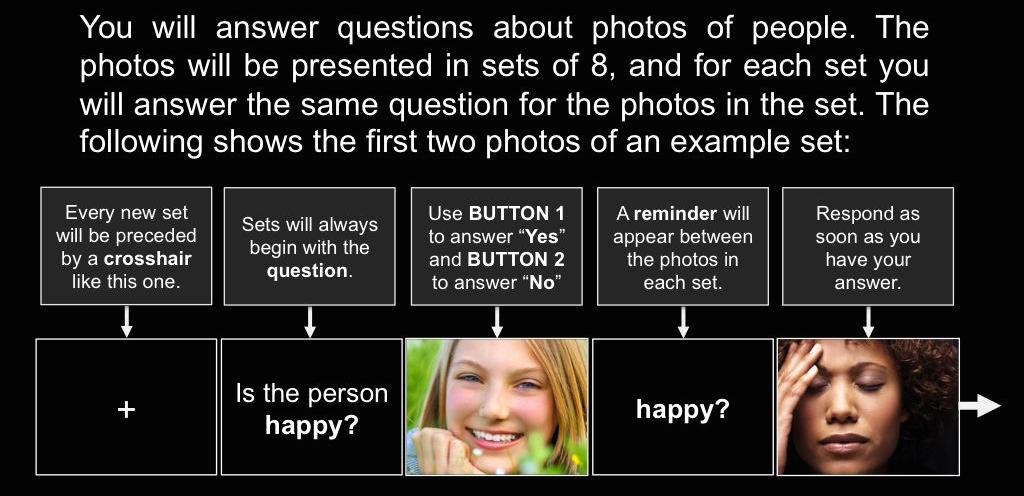 You will answer questions about photos of people. The
photos will be presented in sets of 8, and for each set you
will answer the same question for the photos in the set. The
following shows the first two photos of an example set:
Every new set
will be preceded
by a crosshair
like this one.
Sets will always
begin with the
question.
Use BUTTON 1
to answer “Yes”
and BUTTON 2
to answer “No”
A reminder will
appear between
the photos in
each set.
Respond as
soon as you
have your
answer.
+
Is the person
happy?
happy?